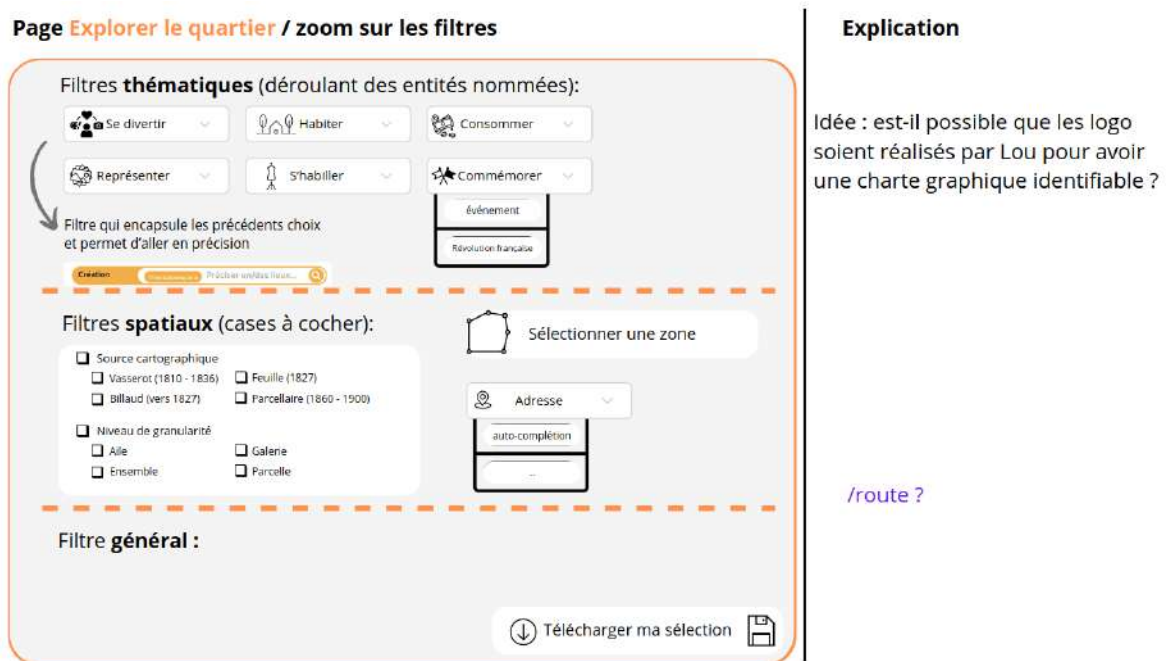 Page Explorer le quartier / zoom sur les filtres
Explication
Filtres thématiques (déroulant des entités nommées):
Se divertir
Habiter
Consommer
Représenter
S'habiller
Commémorer
événement
Révolution française
Filtre qui encapsule les précédents choix
et permet d'aller en précision
Création
Préciser un/des lieux...
Idée : est-il possible que les logo
soient réalisés par Lou pour avoir
une charte graphique identifiable ?
Filtres spatiaux (cases à cocher):
Source cartographique
Vasserot (1810 - 1836)
Feuille (1827)
Billaud (vers 1827)
Parcellaire (1860 - 1900)
Niveau de granularité
Aile
Galerie
Ensemble
Parcelle
Sélectionner une zone
Adresse
auto-complétion
...
/route ?
Filtre général :
Télécharger ma sélection